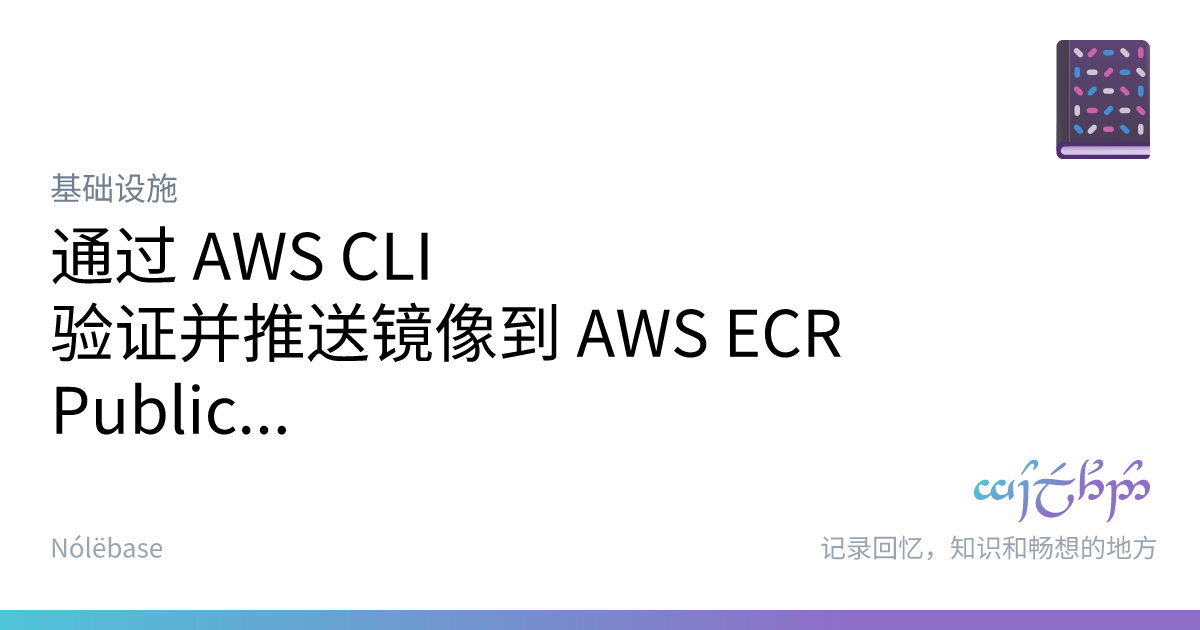 基础设施
通过 AWS CLI
验证并推送镜像到 AWS ECR
Public...
Nólëbase
记录回忆，知识和畅想的地方